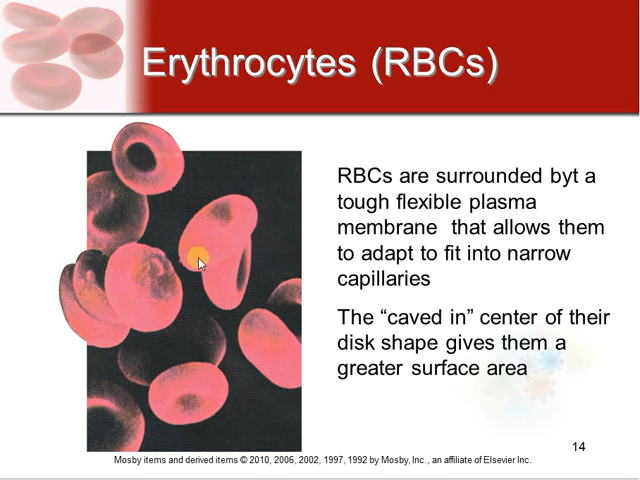 Erythrocytes (RBCs)
RBCs are surrounded byt a
tough flexible plasma
membrane  that allows them
to adapt to fit into narrow
capillaries
The “caved in” center of their
disk shape gives them a
greater surface area
14
Mosby items and derived items © 2010, 2006, 2002, 1997, 1992 by Mosby, Inc., an affiliate of Elsevier Inc.